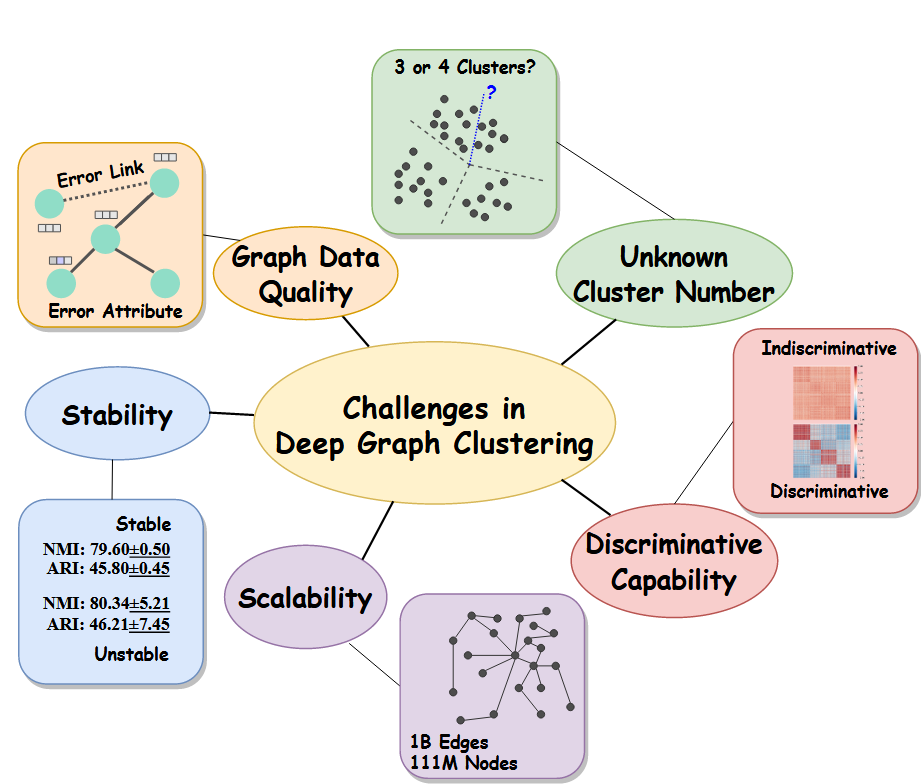 3 or 4 Clusters?
?
Error Link
Error Attribute
Graph Data
Quality
Unknown
Cluster Number
Indiscriminative
Discriminative
Challenges in
Deep Graph Clustering
Stability
Stable
NMI: 79.60±0.50
ARI: 45.80±0.45
NMI: 80.34±5.21
ARI: 46.21±7.45
Unstable
Scalability
Discriminative
Capability
1B Edges
111M Nodes